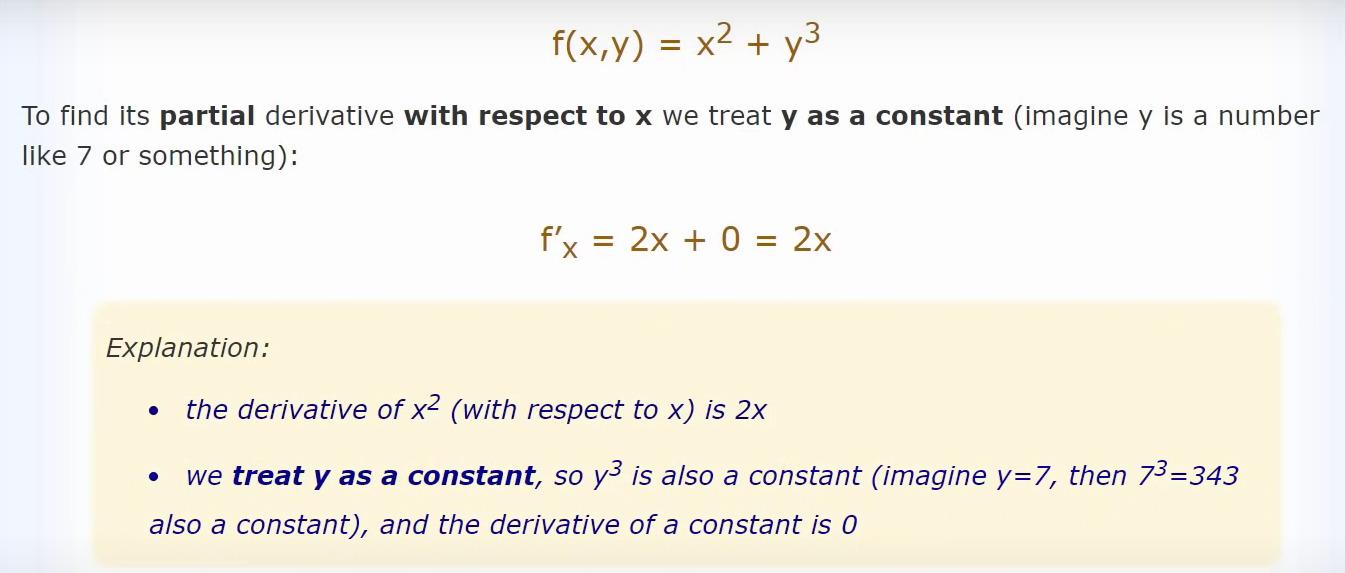 f(x,y) = x² + y³
To find its partial derivative with respect to x we treat y as a constant (imagine y is a number
like 7 or something):
f’ₓ = 2x + 0 = 2x
Explanation:
• the derivative of x² (with respect to x) is 2x
• we treat y as a constant, so y³ is also a constant (imagine y=7, then 7³=343
also a constant), and the derivative of a constant is 0